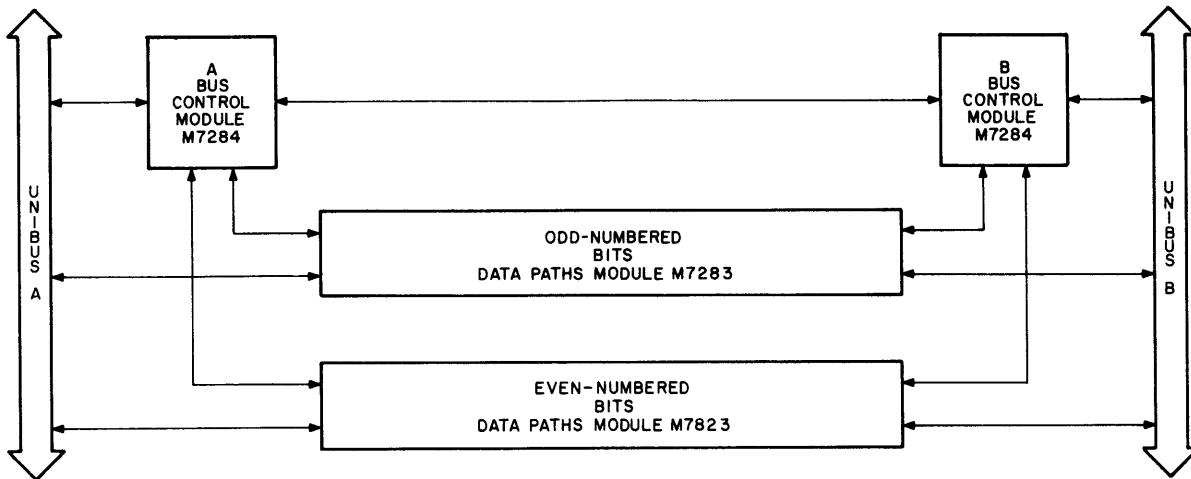 A
BUS
CONTROL
MODULE
M7284
B
BUS
CONTROL
MODULE
M7284
UNIBUS A
UNIBUS B
ODD-NUMBERED
BITS
DATA PATHS MODULE M7283
EVEN-NUMBERED
BITS
DATA PATHS MODULE M7823